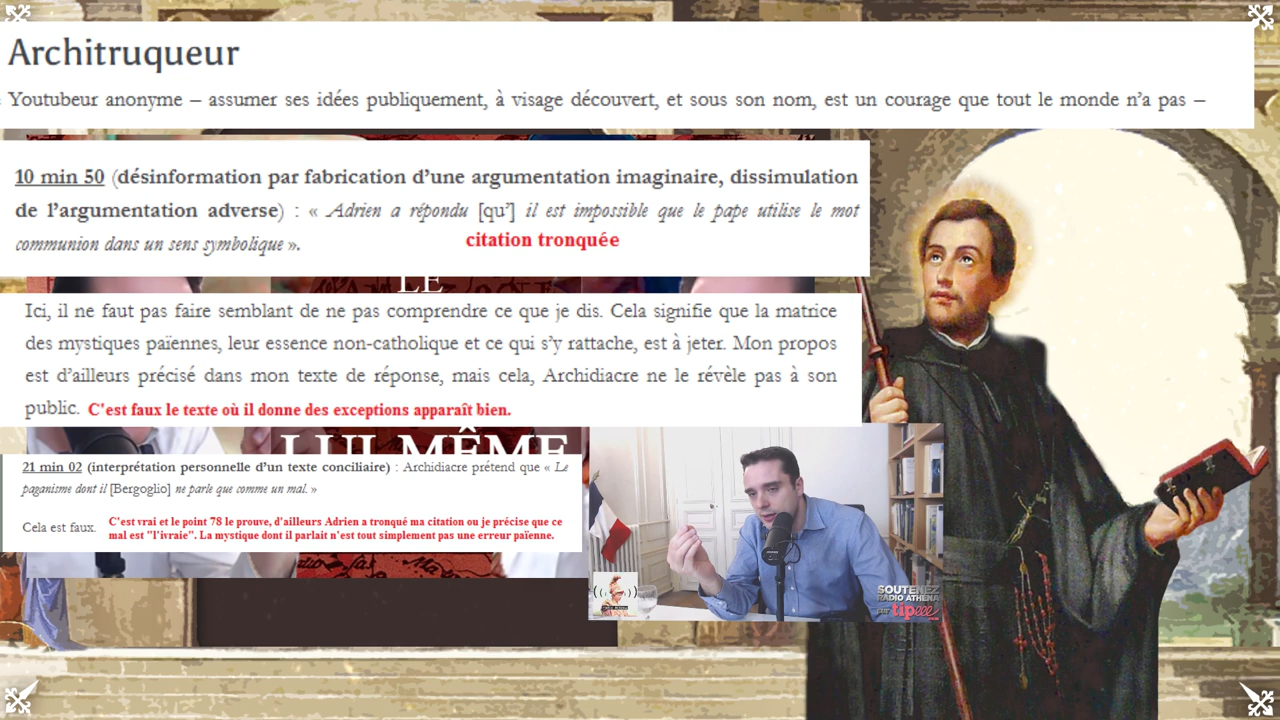 Architruqueur
Youtubeur anonyme – assumer ses idées publiquement, à visage découvert, et sous son nom, est un courage que tout le monde n’a pas –
10 min 50 (désinformation par fabrication d’une argumentation imaginaire, dissimulation
de l’argumentation adverse) : « Adrien a répondu [qu’] il est impossible que le pape utilise le mot
communion dans un sens symbolique ».
citation tronquée
LE
Ici, il ne faut pas faire semblant de ne pas comprendre ce que je dis. Cela signifie que la matrice
des mystiques païennes, leur essence non-catholique et ce qui s’y rattache, est à jeter. Mon propos
est d’ailleurs précisé dans mon texte de réponse, mais cela, Archidiacre ne le révèle pas à son
public. C'est faux le texte où il donne des exceptions apparaît bien.
LUI MÊME
21 min 02 (interprétation personnelle d’un texte conciliaire) : Archidiacre prétend que « Le
paganisme dont il [Bergoglio] ne parle que comme un mal. »
Cela est faux. C'est vrai et le point 78 le prouve, d'ailleurs Adrien a tronqué ma citation ou je précise que ce
mal est "l'ivraie". La mystique dont il parlait n'est tout simplement pas une erreur païenne.
SOUTENEZ
RADIO ATHENA
sur tipeee